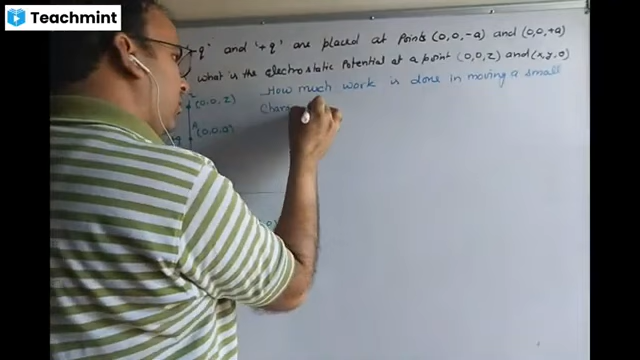 Teachmint
-q' and '+q' are placed at points (0,0,-a) and (0,0,+a)
what is the electrostatic Potential at a point (0,0,z) and (x,y,0)
How much work is done in moving a small
(0,0,z)
(0,0,a)